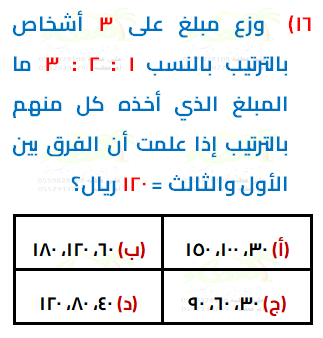 ١٦) وزع مبلغ على ٣ أشخاص
بالترتيب بالنسب ١ : ٢ : ٣ ما
المبلغ الذي أخذه كل منهم
بالترتيب إذا علمت أن الفرق بين
الأول والثالث = ١٢٠ ريال؟
(أ) ٣٠، ١٠٠، ١٥٠ (ب) ٦٠، ١٢٠، ١٨٠
(ج) ٣٠، ٦٠، ٩٠ (د) ٤٠، ٨٠، ١٢٠